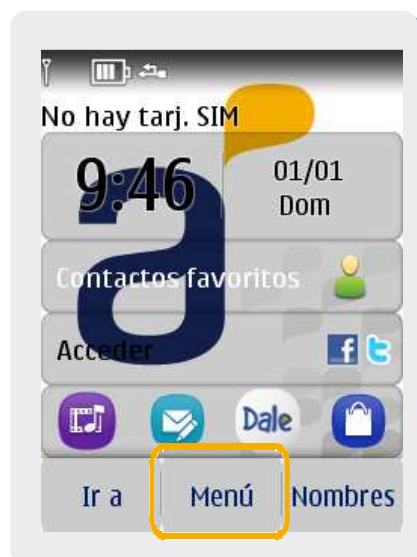 No hay tarj. SIM
9:46
01/01
Dom
Contactos favoritos
Acceder
Dale
Ir a Menú Nombres